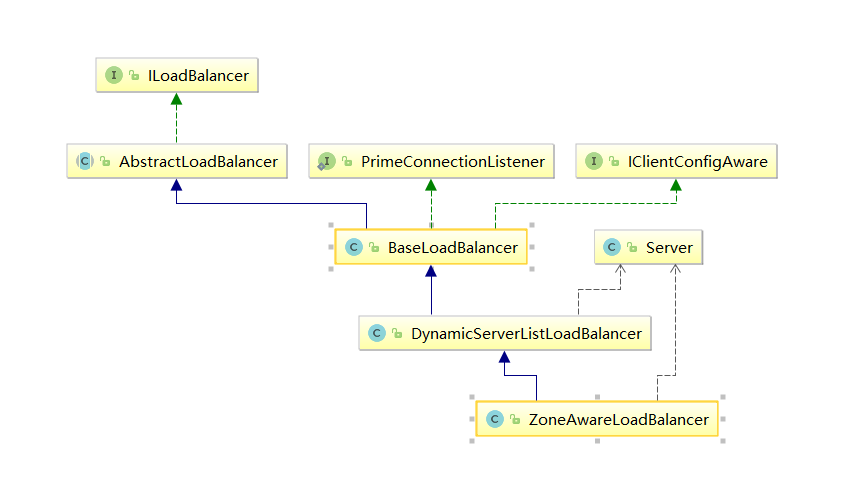 I ILoadBalancer
C AbstractLoadBalancer
I PrimeConnectionListener
I IClientConfigAware
C BaseLoadBalancer
C Server
C DynamicServerListLoadBalancer
C ZoneAwareLoadBalancer